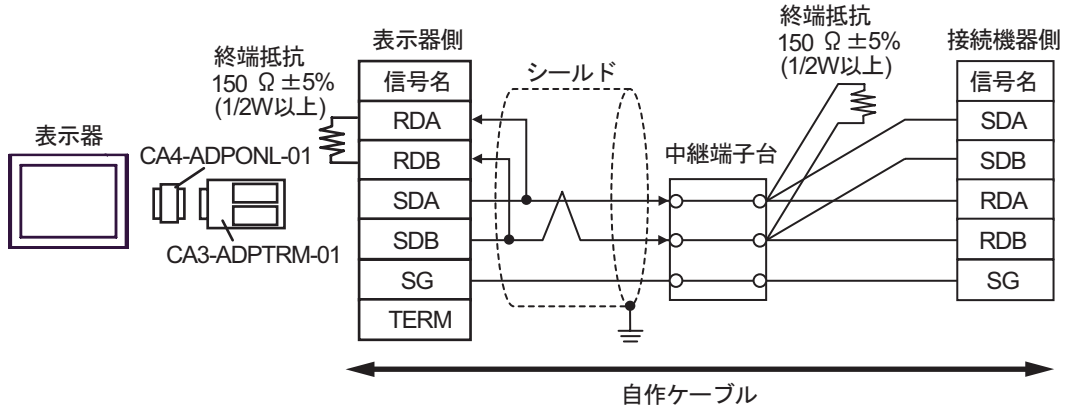 表示器
CA4-ADPONL-01
CA3-ADPTRM-01
終端抵抗
150 Ω ±5%
(1/2W以上)
表示器側
信号名
RDA
RDB
SDA
SDB
SG
TERM
シールド
中継端子台
終端抵抗
150 Ω ±5%
(1/2W以上)
接続機器側
信号名
SDA
SDB
RDA
RDB
SG
自作ケーブル